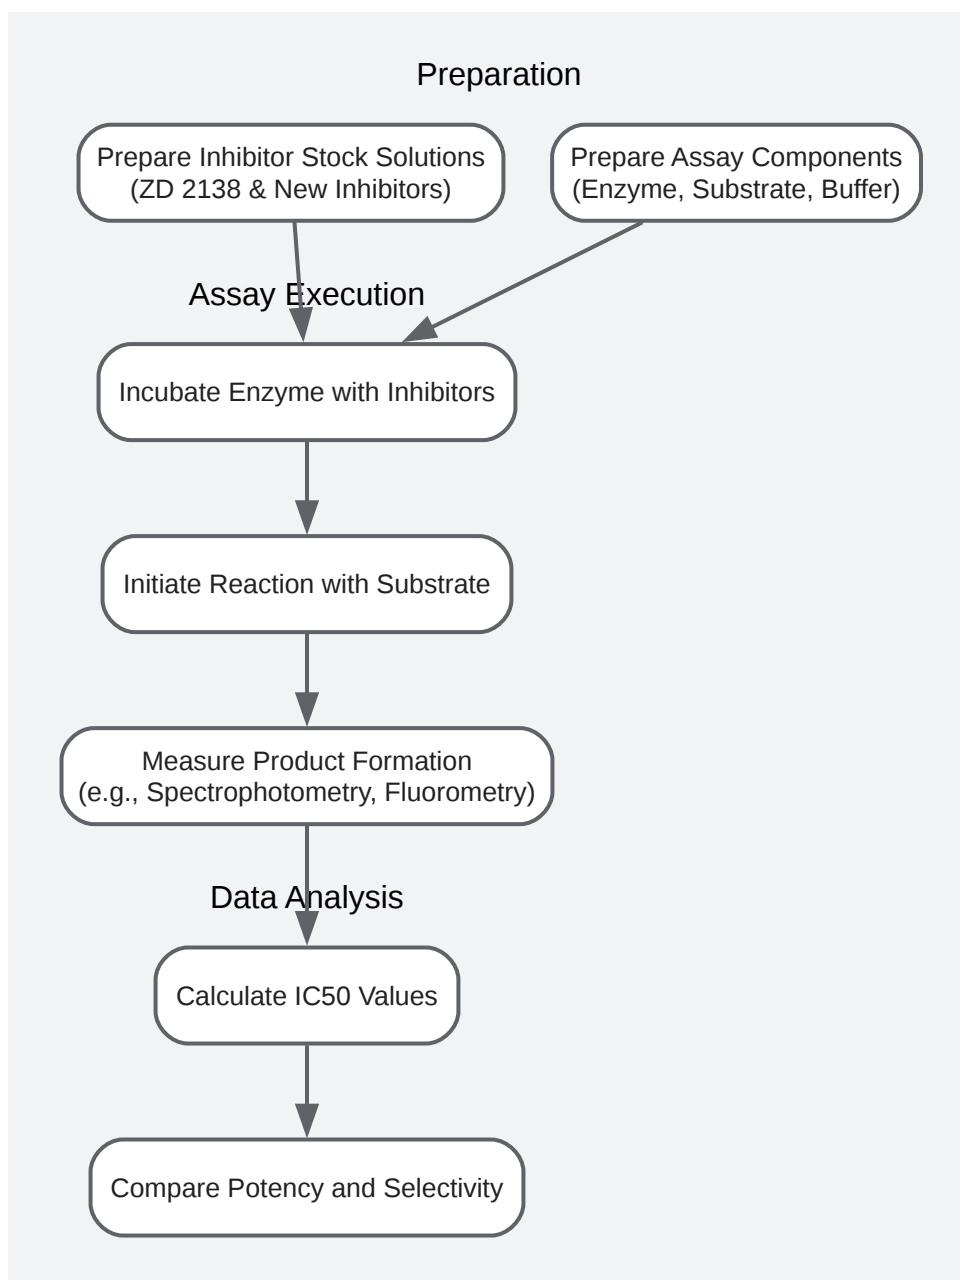 Preparation
Prepare Inhibitor Stock Solutions
(ZD 2138 & New Inhibitors)
Prepare Assay Components
(Enzyme, Substrate, Buffer)
Assay Execution
Incubate Enzyme with Inhibitors
Initiate Reaction with Substrate
Measure Product Formation
(e.g., Spectrophotometry, Fluorometry)
Data Analysis
Calculate IC50 Values
Compare Potency and Selectivity